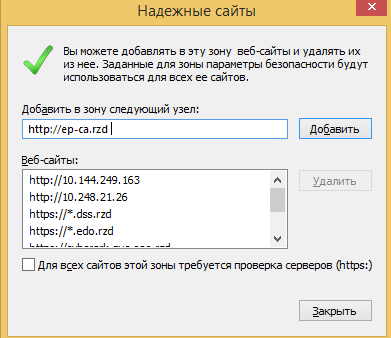 Надежные сайты
Вы можете добавлять в эту зону веб-сайты и удалять их
из нее. Заданные для зоны параметры безопасности будут
использоваться для всех ее сайтов.
Добавить в зону следующий узел:
http://ep-ca.rzd
Добавить
Веб-сайты:
http://10.144.249.163
Удалить
http://10.248.21.26
https://*.dss.rzd
https://*.edo.rzd
Для всех сайтов этой зоны требуется проверка серверов (https:)
Закрыть